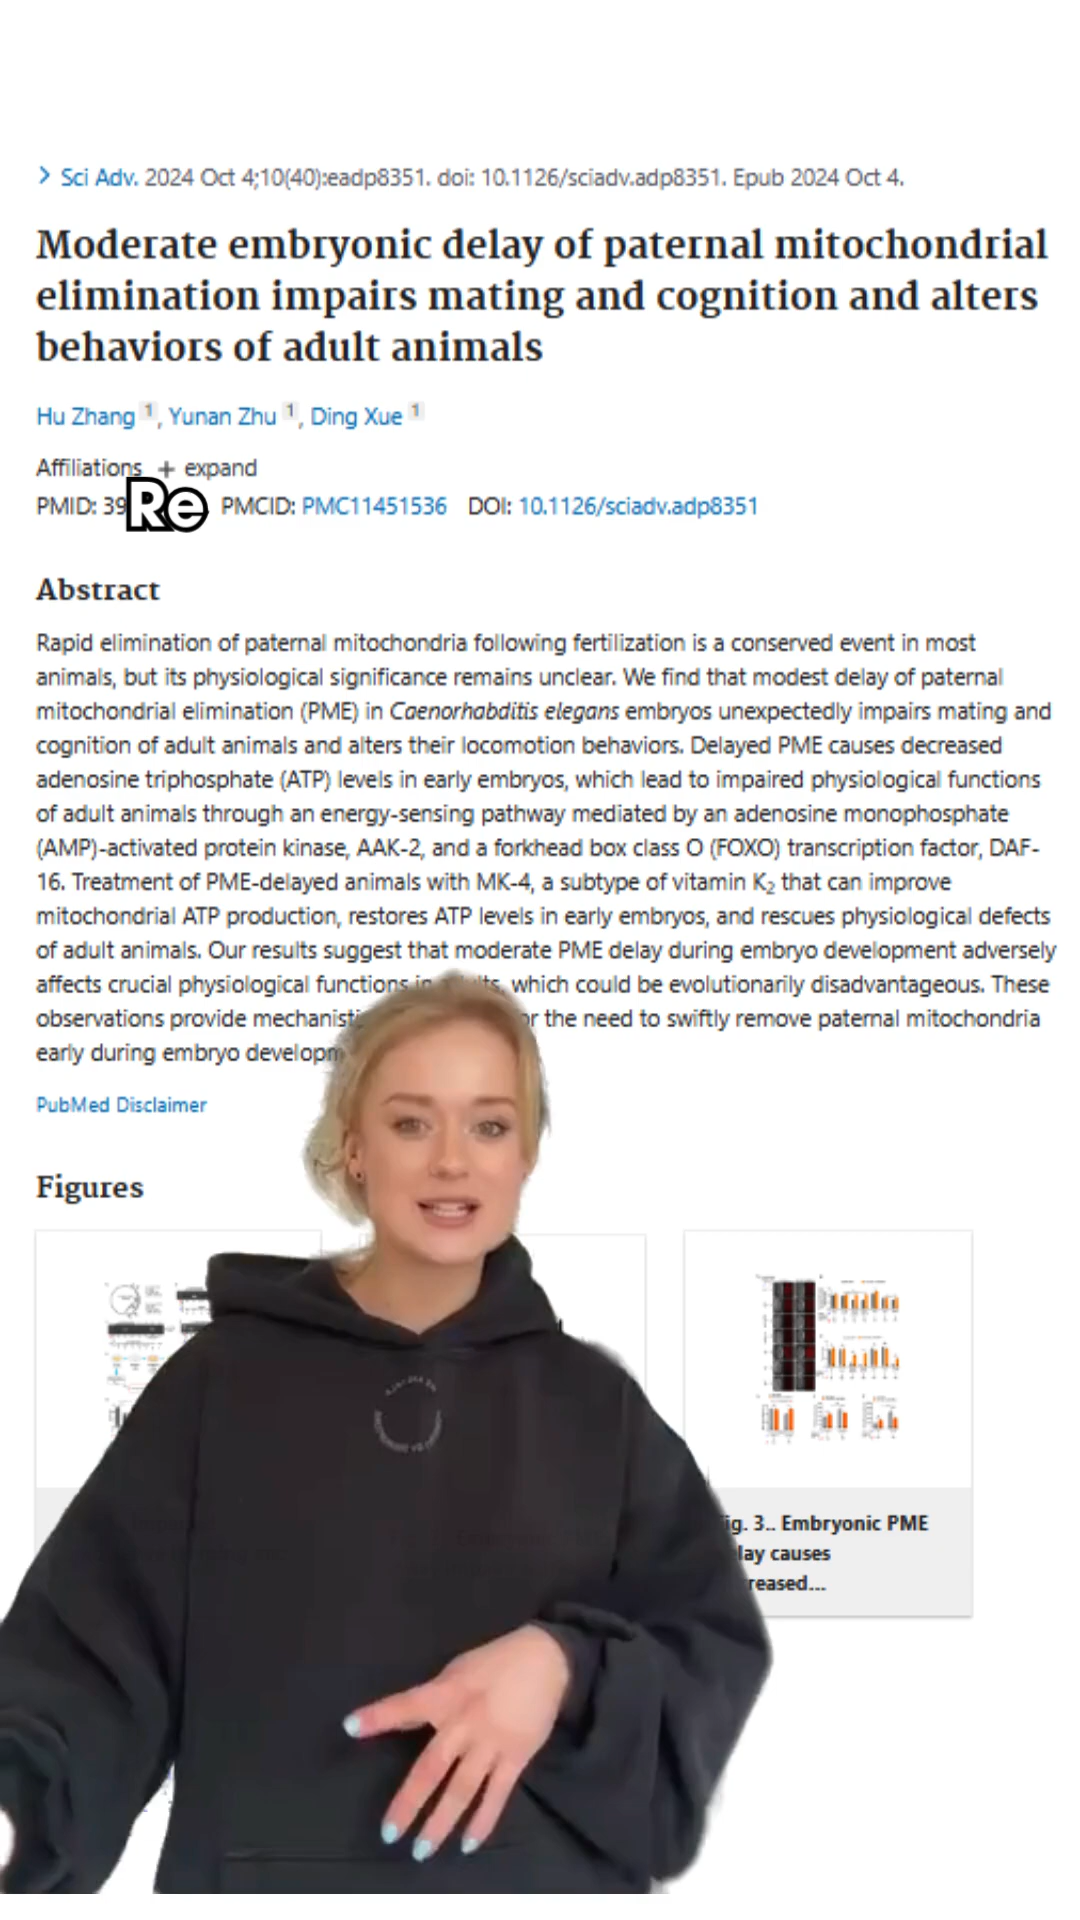 Sci Adv. 2024 Oct 4;10(40):eadp8351. doi: 10.1126/sciadv.adp8351. Epub 2024 Oct 4.
Moderate embryonic delay of paternal mitochondrial
elimination impairs mating and cognition and alters
behaviors of adult animals
Hu Zhang 1, Yunan Zhu 1, Ding Xue 1
Affiliations + expand
PMID: 39 Re PMCID: PMC11451536 DOI: 10.1126/sciadv.adp8351
Abstract
Rapid elimination of paternal mitochondria following fertilization is a conserved event in most
animals, but its physiological significance remains unclear. We find that modest delay of paternal
mitochondrial elimination (PME) in Caenorhabditis elegans embryos unexpectedly impairs mating and
cognition of adult animals and alters their locomotion behaviors. Delayed PME causes decreased
adenosine triphosphate (ATP) levels in early embryos, which lead to impaired physiological functions
of adult animals through an energy-sensing pathway mediated by an adenosine monophosphate
(AMP)-activated protein kinase, AAK-2, and a forkhead box class O (FOXO) transcription factor, DAF-
16. Treatment of PME-delayed animals with MK-4, a subtype of vitamin K₂ that can improve
mitochondrial ATP production, restores ATP levels in early embryos, and rescues physiological defects
of adult animals. Our results suggest that moderate PME delay during embryo development adversely
affects crucial physiological functions in which could be evolutionarily disadvantageous. These
observations provide mechanisti or the need to swiftly remove paternal mitochondria
early during embryo developm
PubMed Disclaimer
Figures
ig. 3.. Embryonic PME
lay causes
reased...